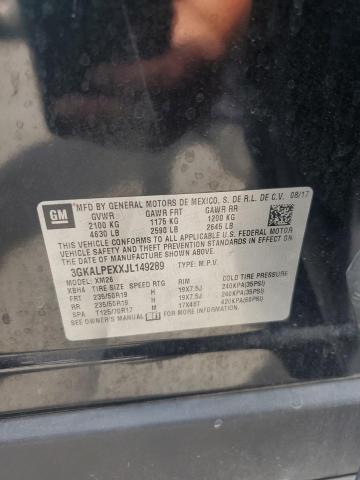 GM
MFD BY GENERAL MOTORS DE MEXICO, S. DE R.L. DE C.V. 08/17
GVWR GAWR FRT GAWR RR
2100 KG 1175 KG 1200 KG
4630 LB 2590 LB 2645 LB
THIS VEHICLE CONFORMS TO ALL APPLICABLE
U.S. FEDERAL MOTOR
VEHICLE SAFETY, BUMPER, AND THEFT PREVENTION STANDARDS
IN EFFECT ON THE DATE OF MANUFACTURE SHOWN ABOVE.
3GKALPEXXJL149289 TYPE: M.P.V.
MODEL: XM26
XBH4 TIRE SIZE SPEED RTG RIM COLD TIRE PRESSURE
FRT 235/50R19 H 19X7.5J 240KPA(35PSI)
RR 235/50R19 H 19X7.5J 240KPA(35PSI)
SPA T125/70R17 M 17X4BT 420KPA(60PSI)
SEE OWNER'S MANUAL FOR ADDITIONAL INFORMATION.